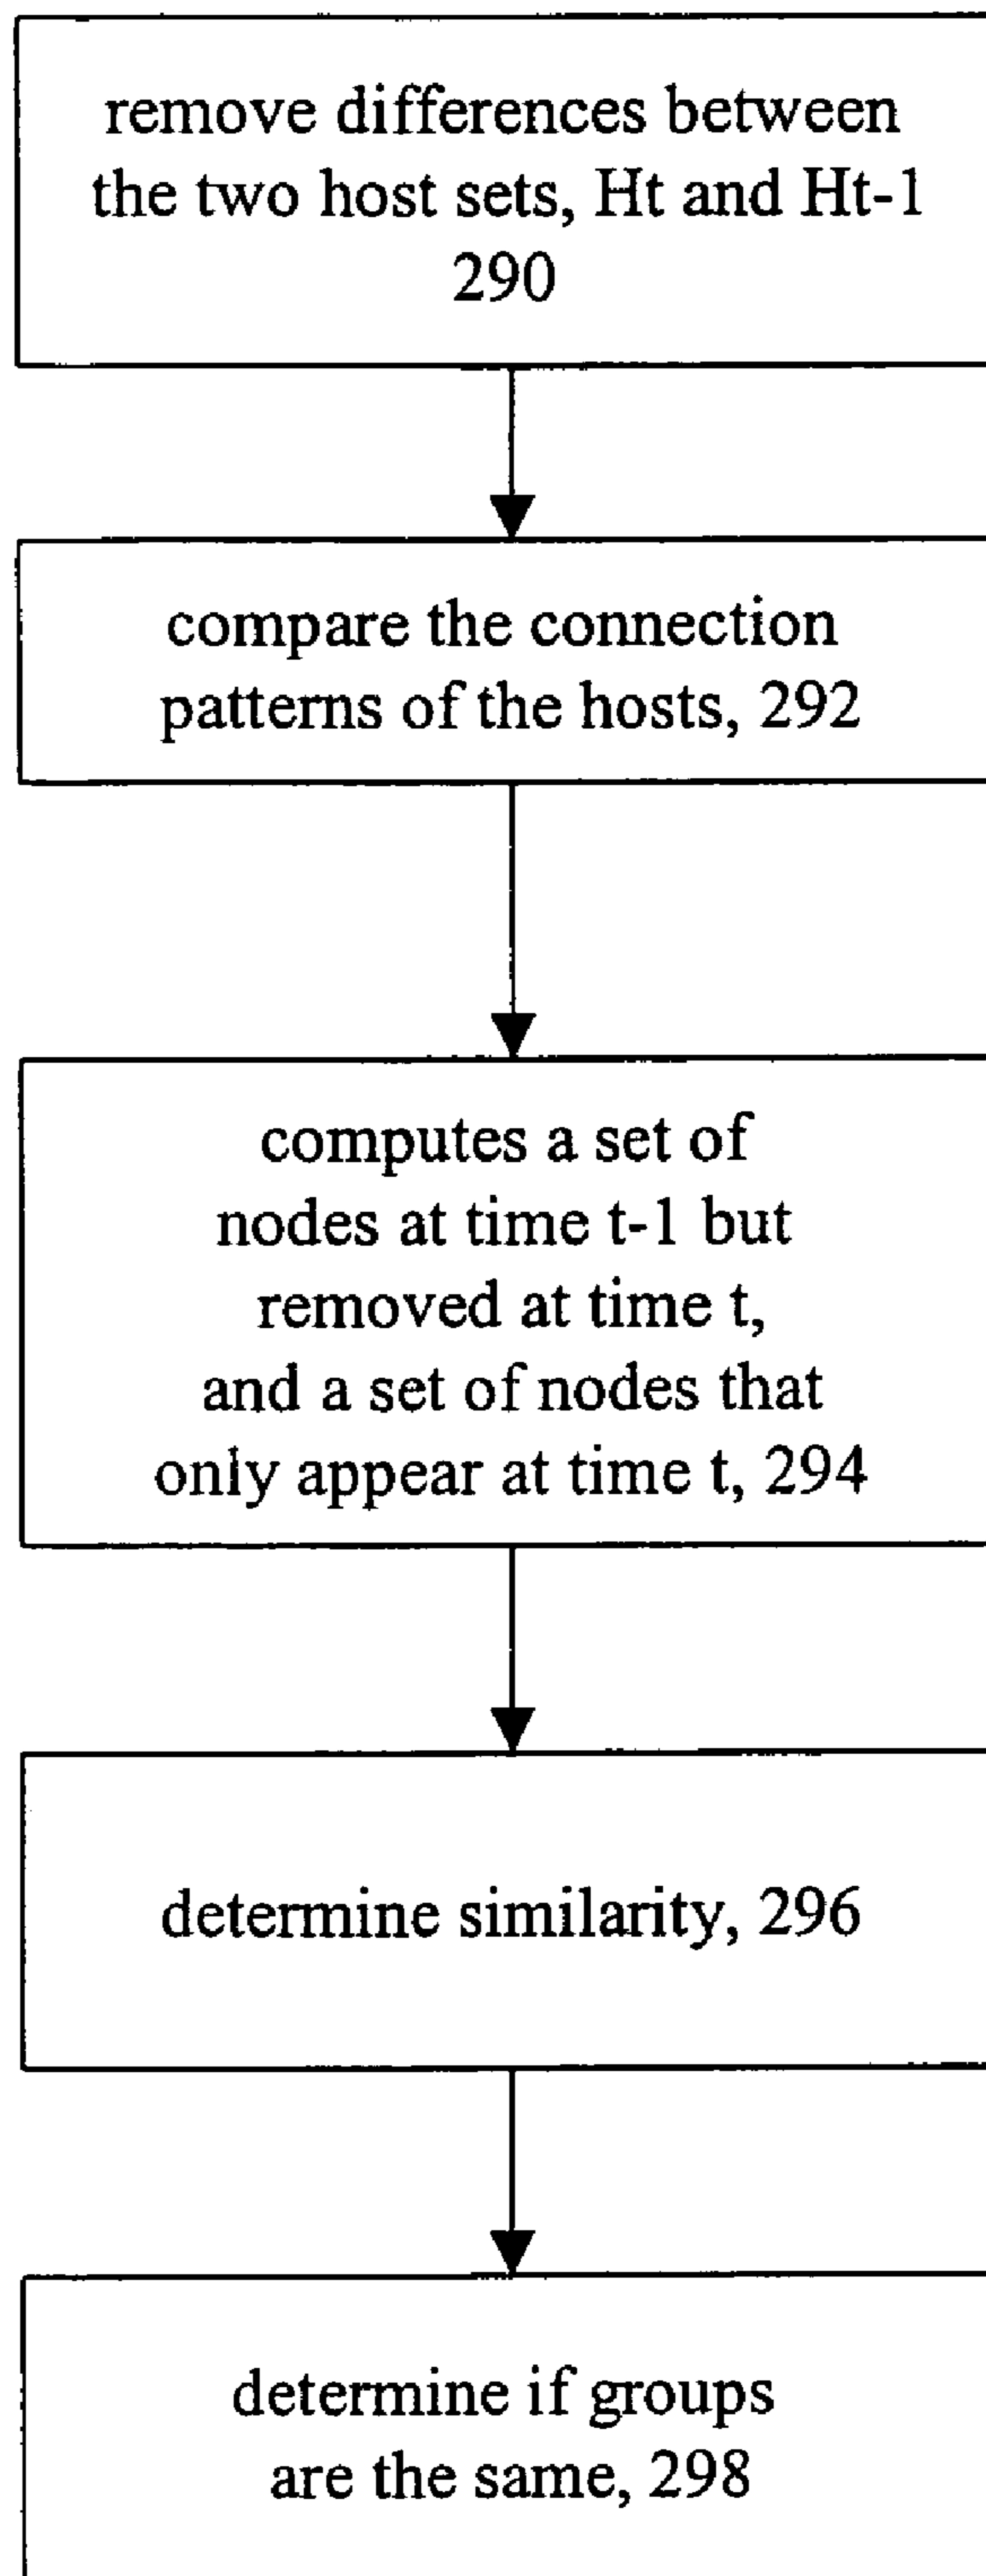 remove differences between
the two host sets, Ht and Ht-1
290
compare the connection
patterns of the hosts, 292
computes a set of
nodes at time t-1 but
removed at time t,
and a set of nodes that
only appear at time t, 294
determine similarity, 296
determine if groups
are the same, 298